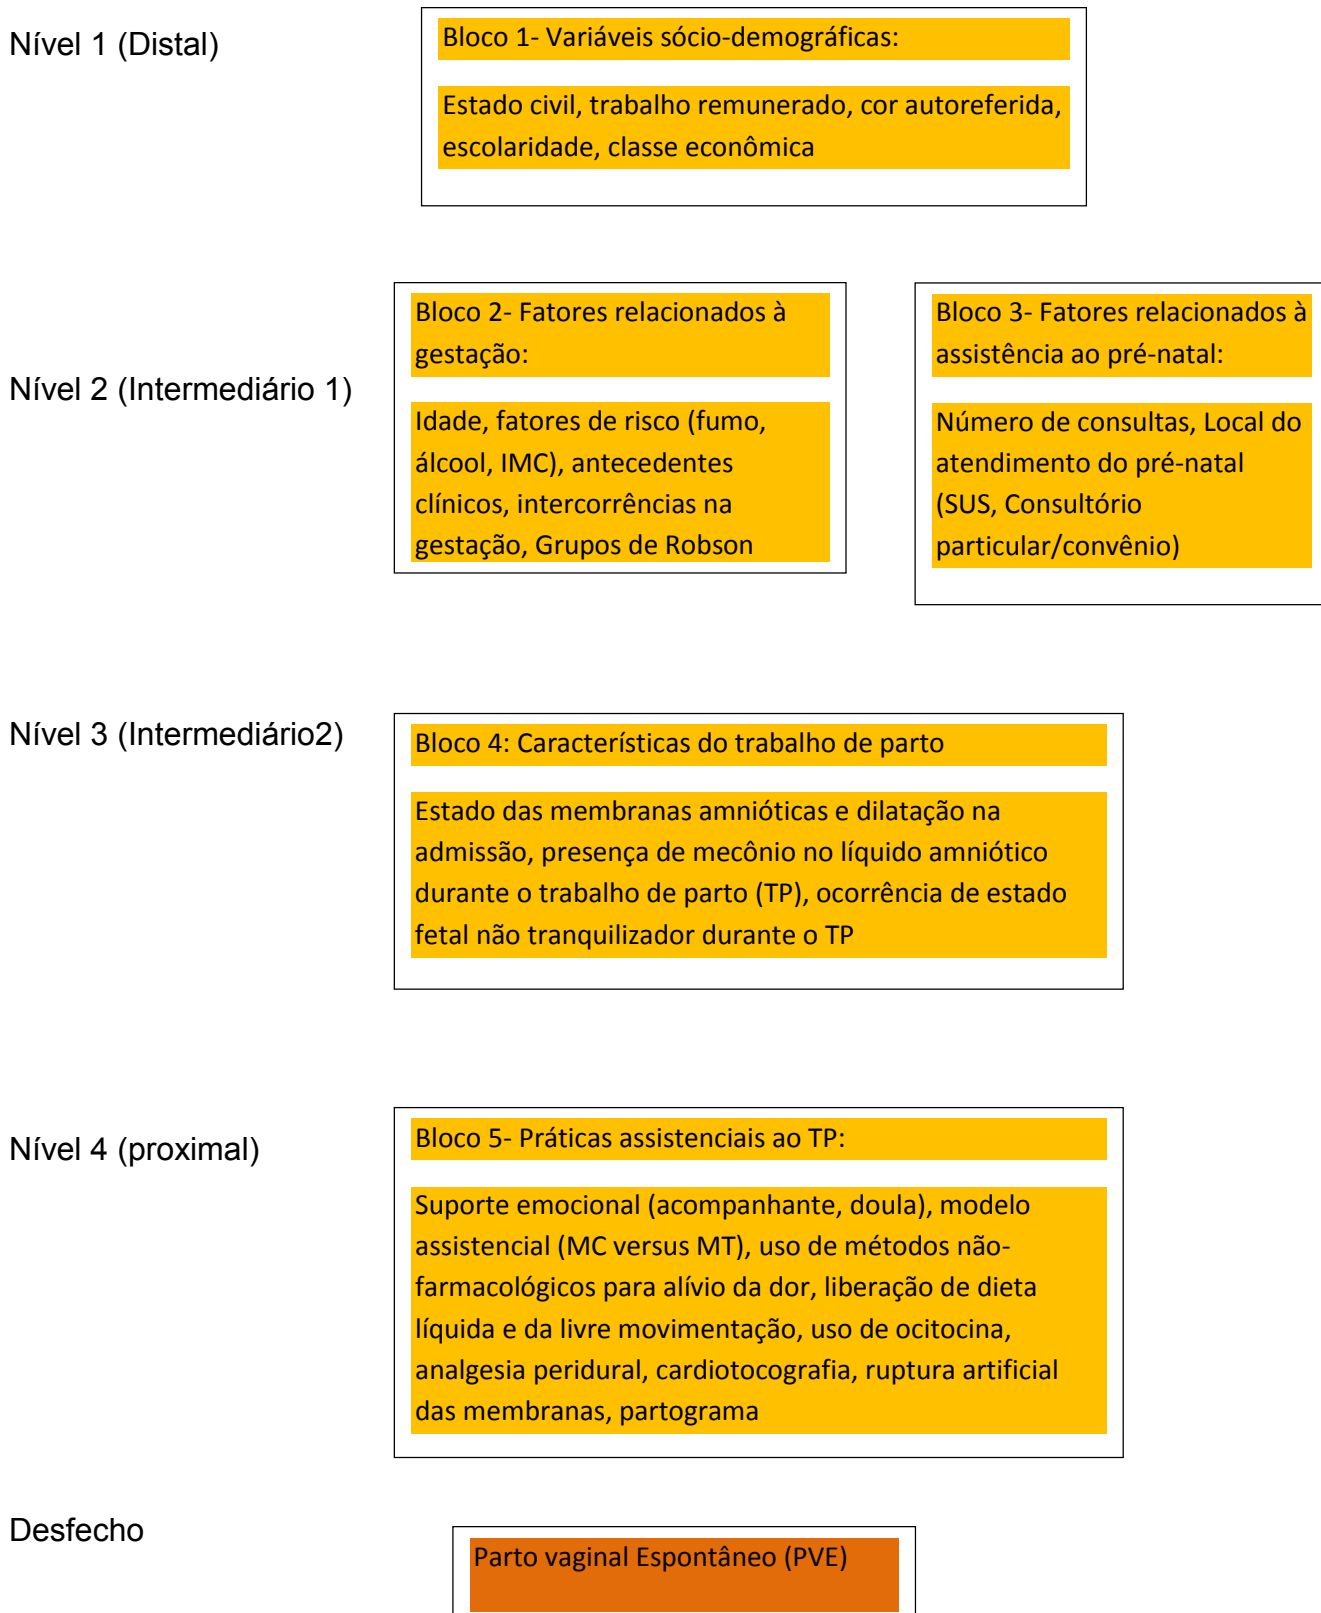 Nível 1 (Distal)
Bloco 1- Variáveis sócio-demográficas:
Estado civil, trabalho remunerado, cor autoreferida,
escolaridade, classe econômica
Nível 2 (Intermediário 1)
Bloco 2- Fatores relacionados à
gestação:
Idade, fatores de risco (fumo,
álcool, IMC), antecedentes
clínicos, intercorrências na
gestação, Grupos de Robson
Bloco 3- Fatores relacionados à
assistência ao pré-natal:
Número de consultas, Local do
atendimento do pré-natal
(SUS, Consultório
particular/convênio)
Nível 3 (Intermediário2)
Bloco 4: Características do trabalho de parto
Estado das membranas amnióticas e dilatação na
admissão, presença de mecônio no líquido amniótico
durante o trabalho de parto (TP), ocorrência de estado
fetal não tranquilizador durante o TP
Nível 4 (proximal)
Bloco 5- Práticas assistenciais ao TP:
Suporte emocional (acompanhante, doula), modelo
assistencial (MC versus MT), uso de métodos não-
farmacológicos para alívio da dor, liberação de dieta
líquida e da livre movimentação, uso de ocitocina,
analgesia peridural, cardiotocografia, ruptura artificial
das membranas, partograma
Desfecho
Parto vaginal Espontâneo (PVE)